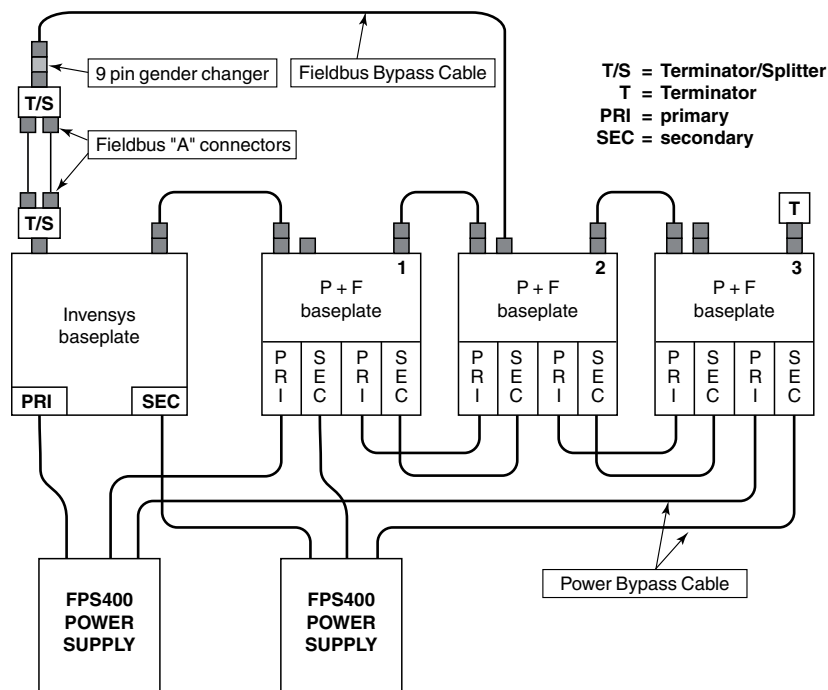 9 pin gender changer
Fieldbus Bypass Cable
T/S = Terminator/Splitter
T = Terminator
PRI = primary
SEC = secondary
T/S
Fieldbus "A" connectors
T/S
T
1
2
3
Invensys
baseplate
P + F
baseplate
P + F
baseplate
P + F
baseplate
PRI
SEC
PRI
SEC
PRI
SEC
PRI
SEC
PRI
SEC
PRI
SEC
PRI
SEC
Power Bypass Cable
FPS400
POWER
SUPPLY
FPS400
POWER
SUPPLY